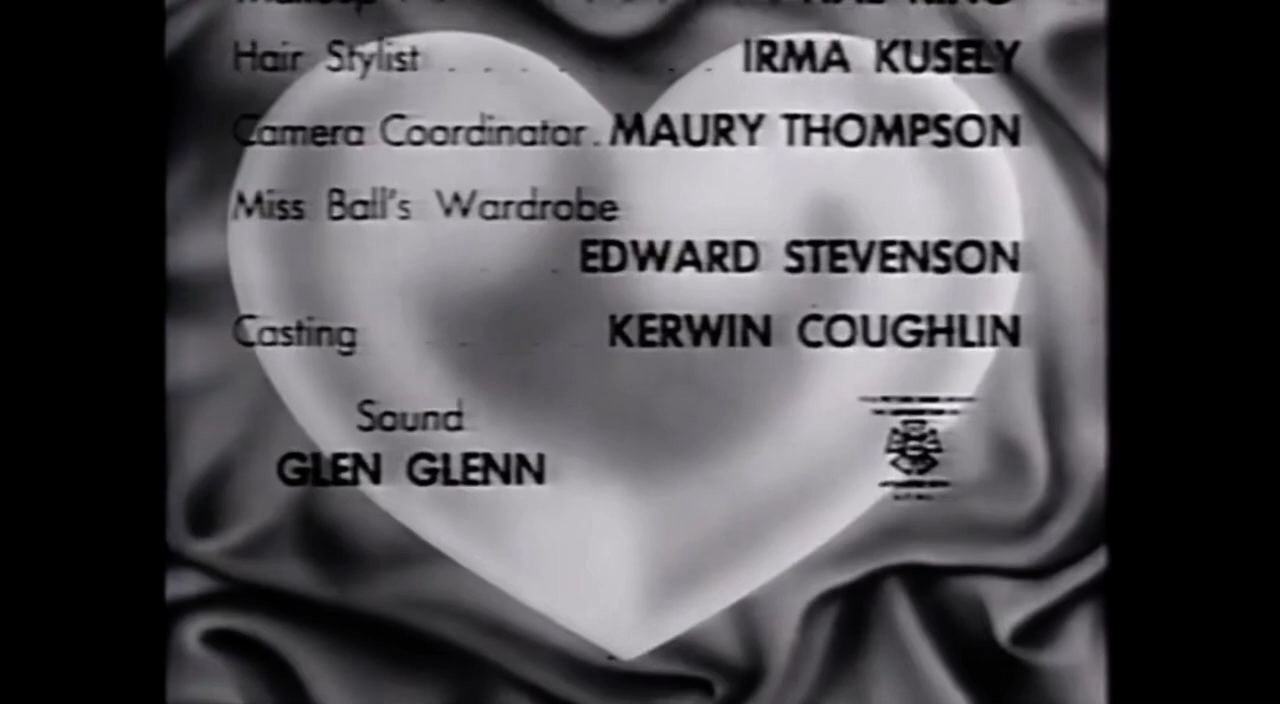 Hair Stylist . . . . . . . . IRMA KUSELY
Camera Coordinator. MAURY THOMPSON
Miss Ball's Wardrobe
. . EDWARD STEVENSON
Casting . . . . KERWIN COUGHLIN
Sound
GLEN GLENN